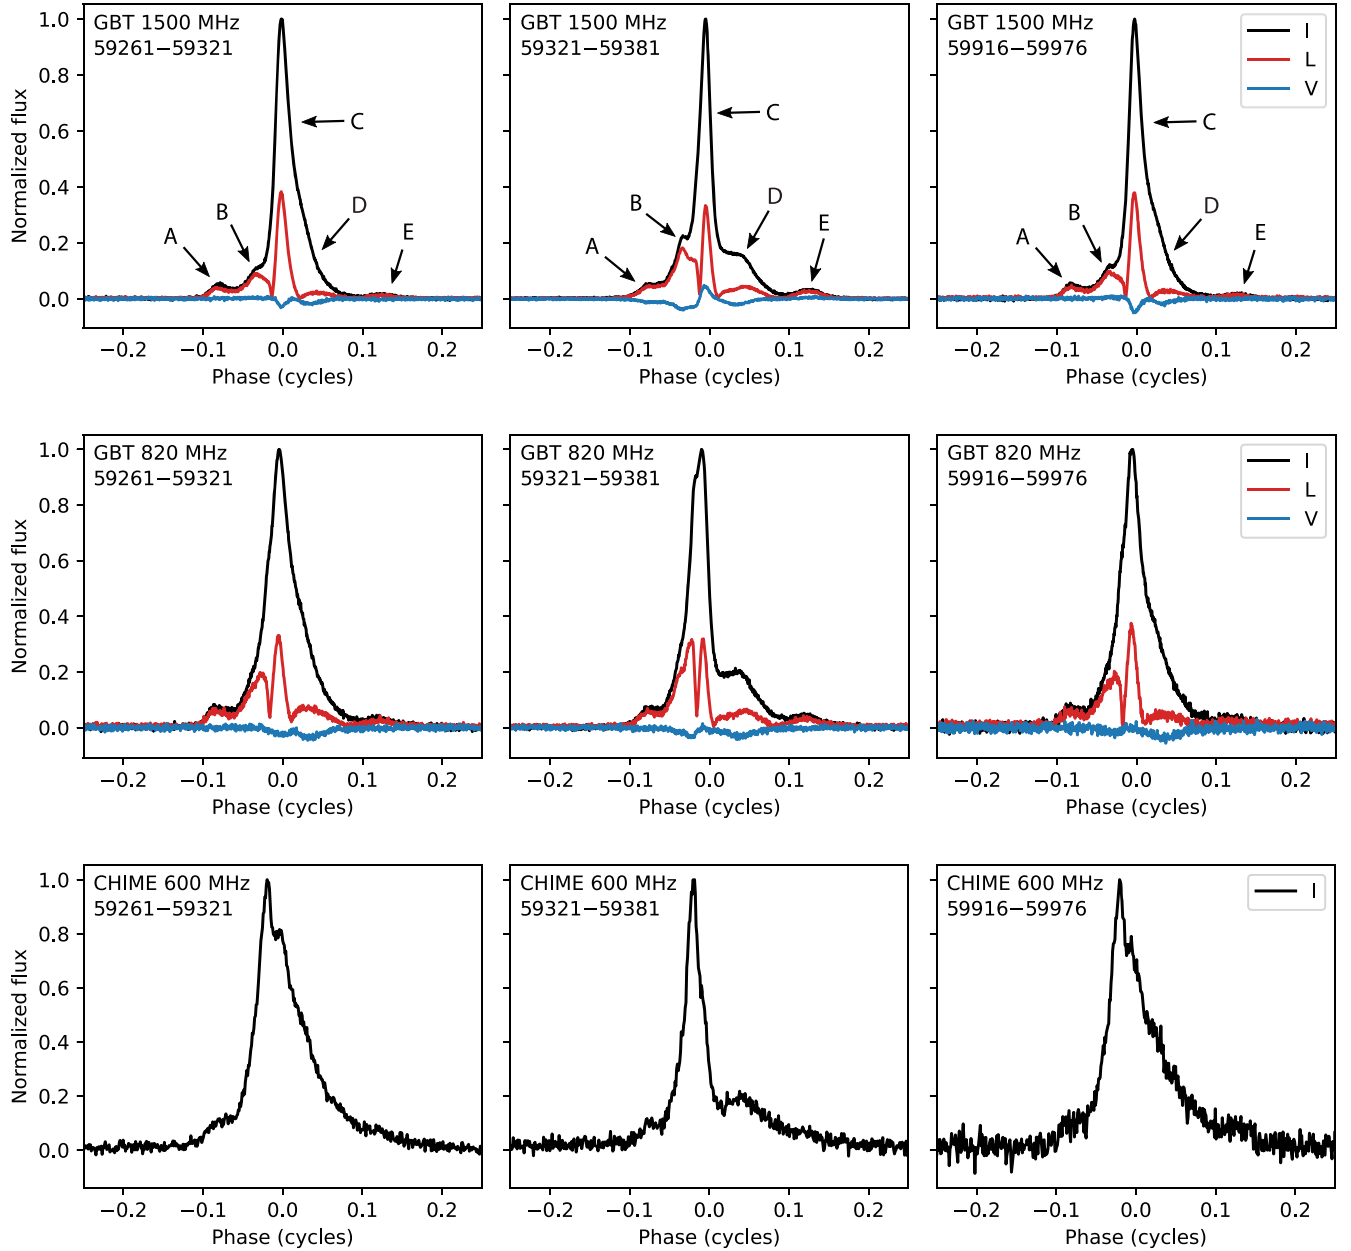 GBT 1500 MHz
59261−59321
A
B
C
D
E
1.0
0.8
0.6
0.4
0.2
0.0
Normalized flux
−0.2
−0.1
0.0
0.1
0.2
Phase (cycles)
GBT 1500 MHz
59321−59381
A
B
C
D
E
−0.2
−0.1
0.0
0.1
0.2
Phase (cycles)
GBT 1500 MHz
59916−59976
I
L
V
A
B
C
D
E
−0.2
−0.1
0.0
0.1
0.2
Phase (cycles)
GBT 820 MHz
59261−59321
1.0
0.8
0.6
0.4
0.2
0.0
Normalized flux
−0.2
−0.1
0.0
0.1
0.2
Phase (cycles)
GBT 820 MHz
59321−59381
−0.2
−0.1
0.0
0.1
0.2
Phase (cycles)
GBT 820 MHz
59916−59976
I
L
V
−0.2
−0.1
0.0
0.1
0.2
Phase (cycles)
CHIME 600 MHz
59261−59321
1.0
0.8
0.6
0.4
0.2
0.0
Normalized flux
−0.2
−0.1
0.0
0.1
0.2
Phase (cycles)
CHIME 600 MHz
59321−59381
−0.2
−0.1
0.0
0.1
0.2
Phase (cycles)
CHIME 600 MHz
59916−59976
I
−0.2
−0.1
0.0
0.1
0.2
Phase (cycles)